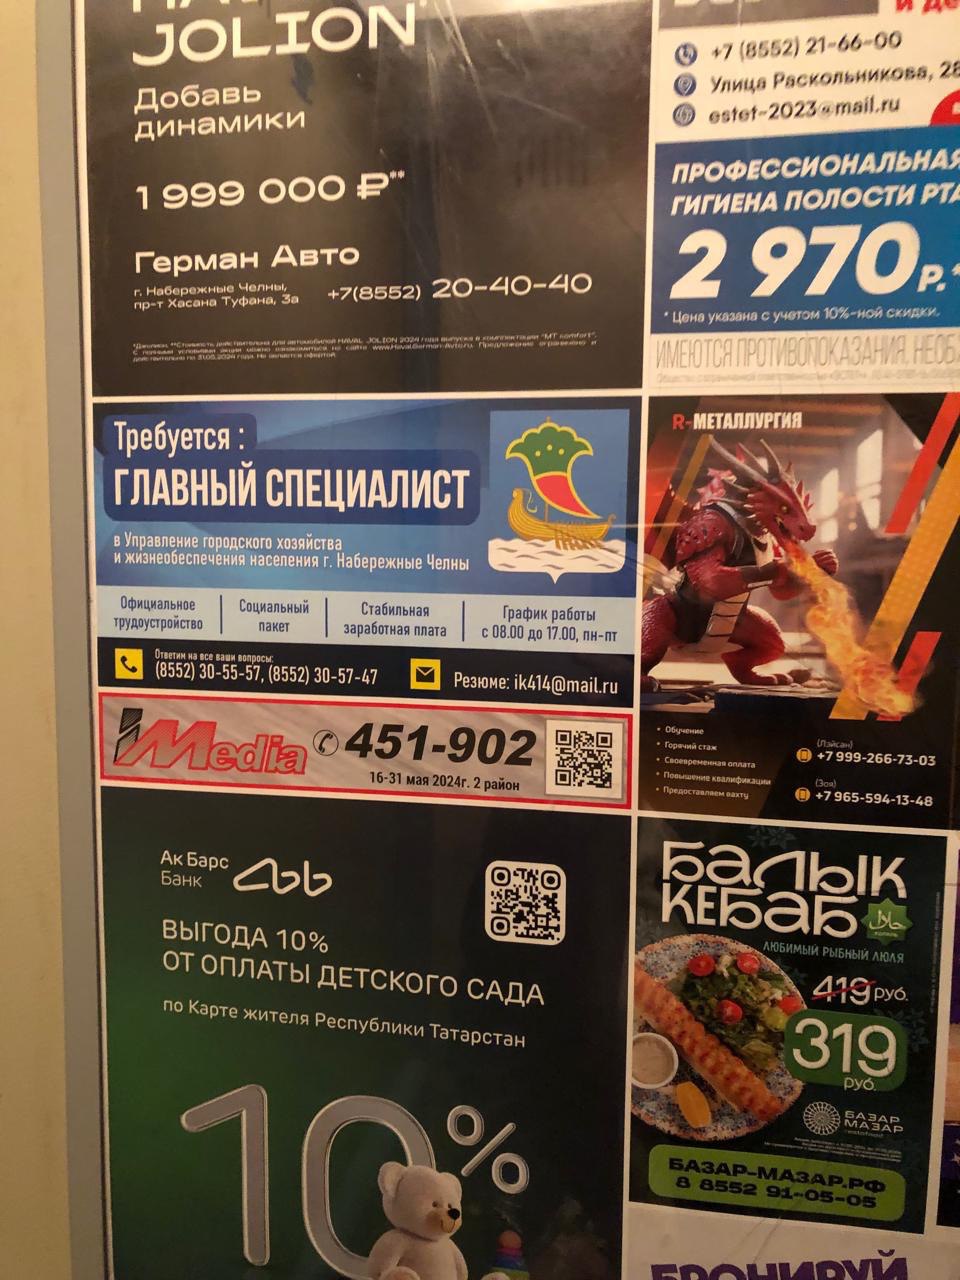 JOLION
Добавь
динамики
1 999 000 ₽**
Герман Авто
г. Набережные Челны,
пр-т Хасана Туфана, 3а
+7(8552) 20-40-40
+7 (8552) 21-66-00
Улица Раскольникова, 28
estet-2023@mail.ru
ПРОФЕССИОНАЛЬНАЯ
ГИГИЕНА ПОЛОСТИ РТА
2 970 Р.*
* Цена указана с учетом 10%-ной скидки.
ИМЕЮТСЯ ПРОТИВОПОКАЗАНИЯ
Требуется :
ГЛАВНЫЙ СПЕЦИАЛИСТ
в Управление городского хозяйства
и жизнеобеспечения населения г. Набережные Челны
Официальное
трудоустройство
Социальный
пакет
Стабильная
заработная плата
График работы
с 08.00 до 17.00, пн-пт
Ответим на все ваши вопросы:
(8552) 30-55-57, (8552) 30-57-47
Резюме: ik414@mail.ru
iMedia
451-902
16-31 мая 2024г. 2 район
R-МЕТАЛЛУРГИЯ
• Обучение
• Горячий стаж
• Своевременная оплата
• Повышение квалификации
• Предоставляем вахту
(Ляйсан)
+7 999-266-73-03
(Зоя)
+7 965-594-13-48
Ак Барс
Банк
ВЫГОДА 10%
ОТ ОПЛАТЫ ДЕТСКОГО САДА
по Карте жителя Республики Татарстан
10%
БАЛЫК
КЕБАБ
ЛЮБИМЫЙ РЫБНЫЙ ЛЮЛЯ
419 РУБ.
319
РУБ.
БАЗАР
МАЗАР
БАЗАР-МАЗАР.РФ
8 8552 91-05-05
БРОНИРУЙ